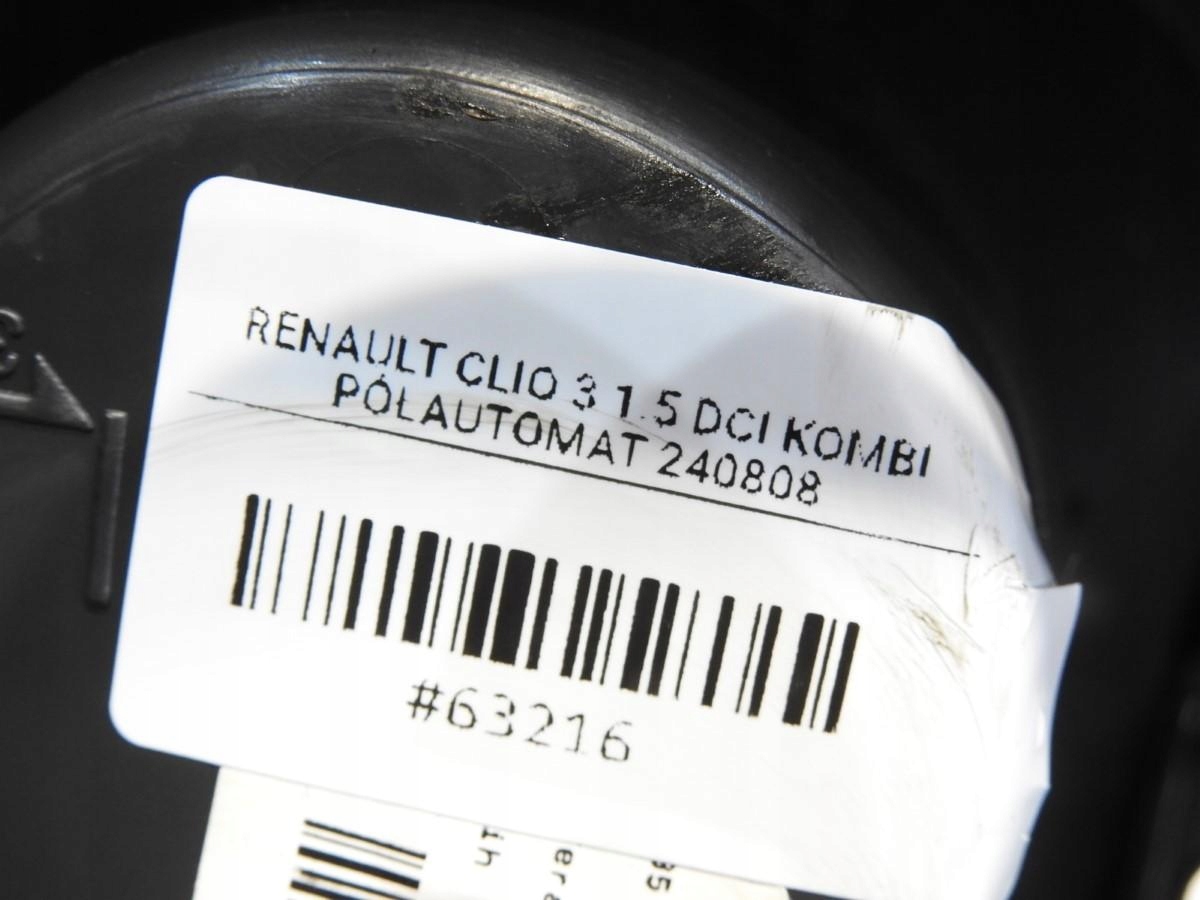 RENAULT CLIO 3 1.5 DCI KOMBI
PÓŁAUTOMAT 240808
#63216